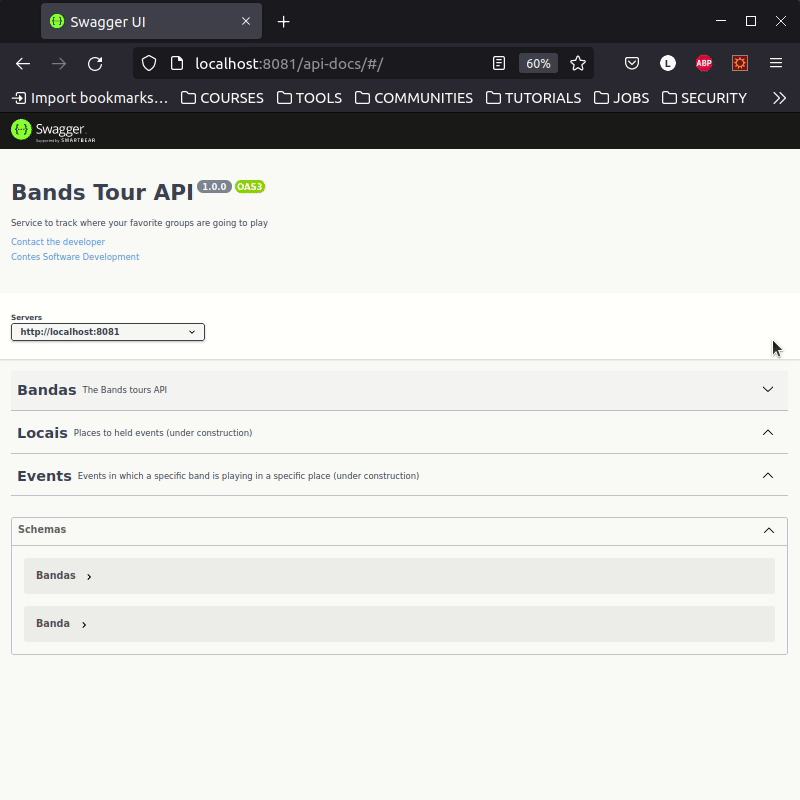 Swagger UI
localhost:8081/api-docs/#/
60%
L
ABP
Import bookmarks…
COURSES
TOOLS
COMMUNITIES
TUTORIALS
JOBS
SECURITY
Swagger.
Supported by SMARTBEAR
Bands Tour API 1.0.0 OAS3
Service to track where your favorite groups are going to play
Contact the developer
Contes Software Development
Servers
http://localhost:8081
Bandas The Bands tours API
Locais Places to held events (under construction)
Events Events in which a specific band is playing in a specific place (under construction)
Schemas
Bandas
Banda